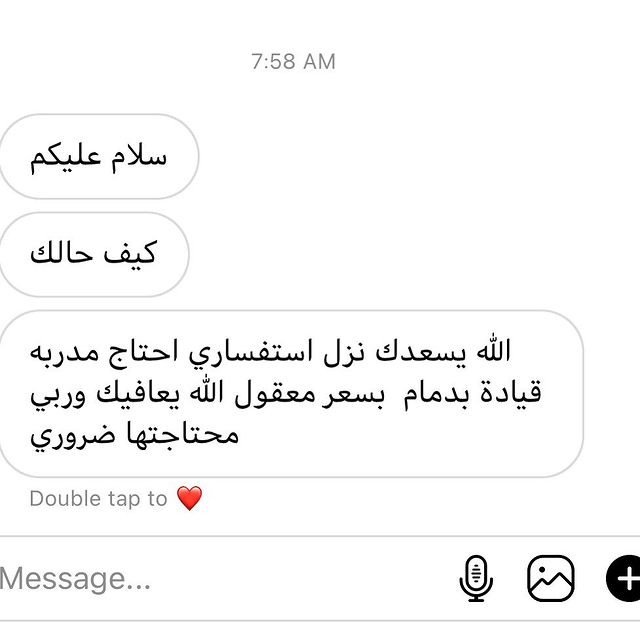 7:58 AM
سلام عليكم
كيف حالك
الله يسعدك نزل استفساري احتاج مدربه
قيادة بدمام بسعر معقول الله يعافيك وربي
محتاجتها ضروري
Double tap to ❤️
Message...